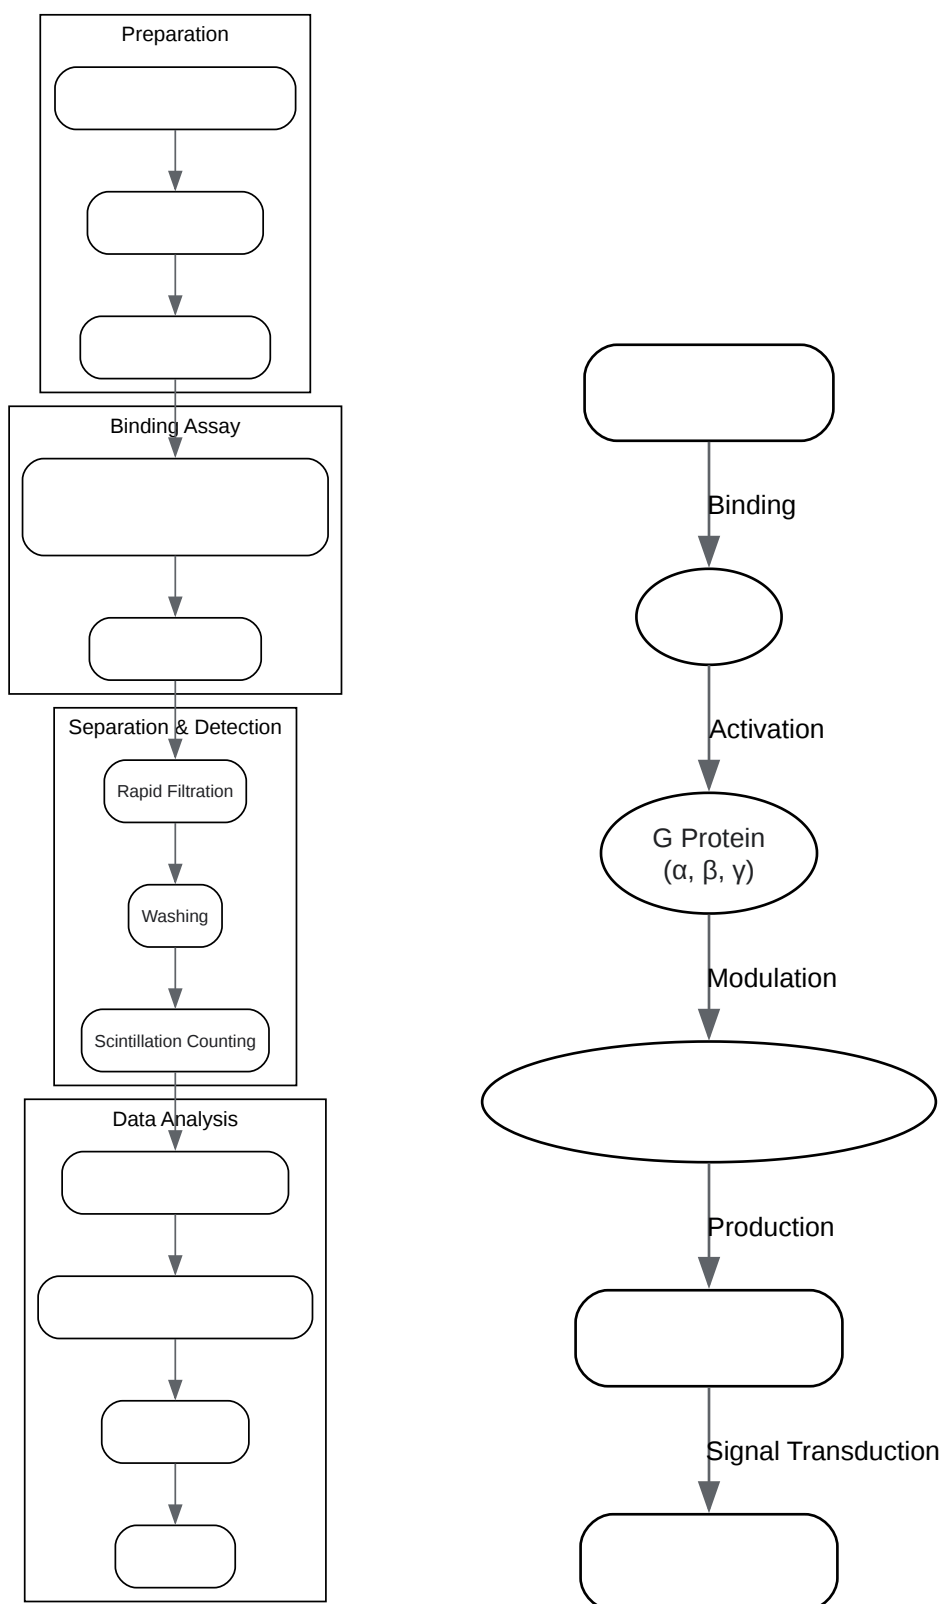 Preparation
Binding Assay
Separation & Detection
Rapid Filtration
Washing
Scintillation Counting
Data Analysis
Binding
Activation
G Protein
(α, β, γ)
Modulation
Production
Signal Transduction